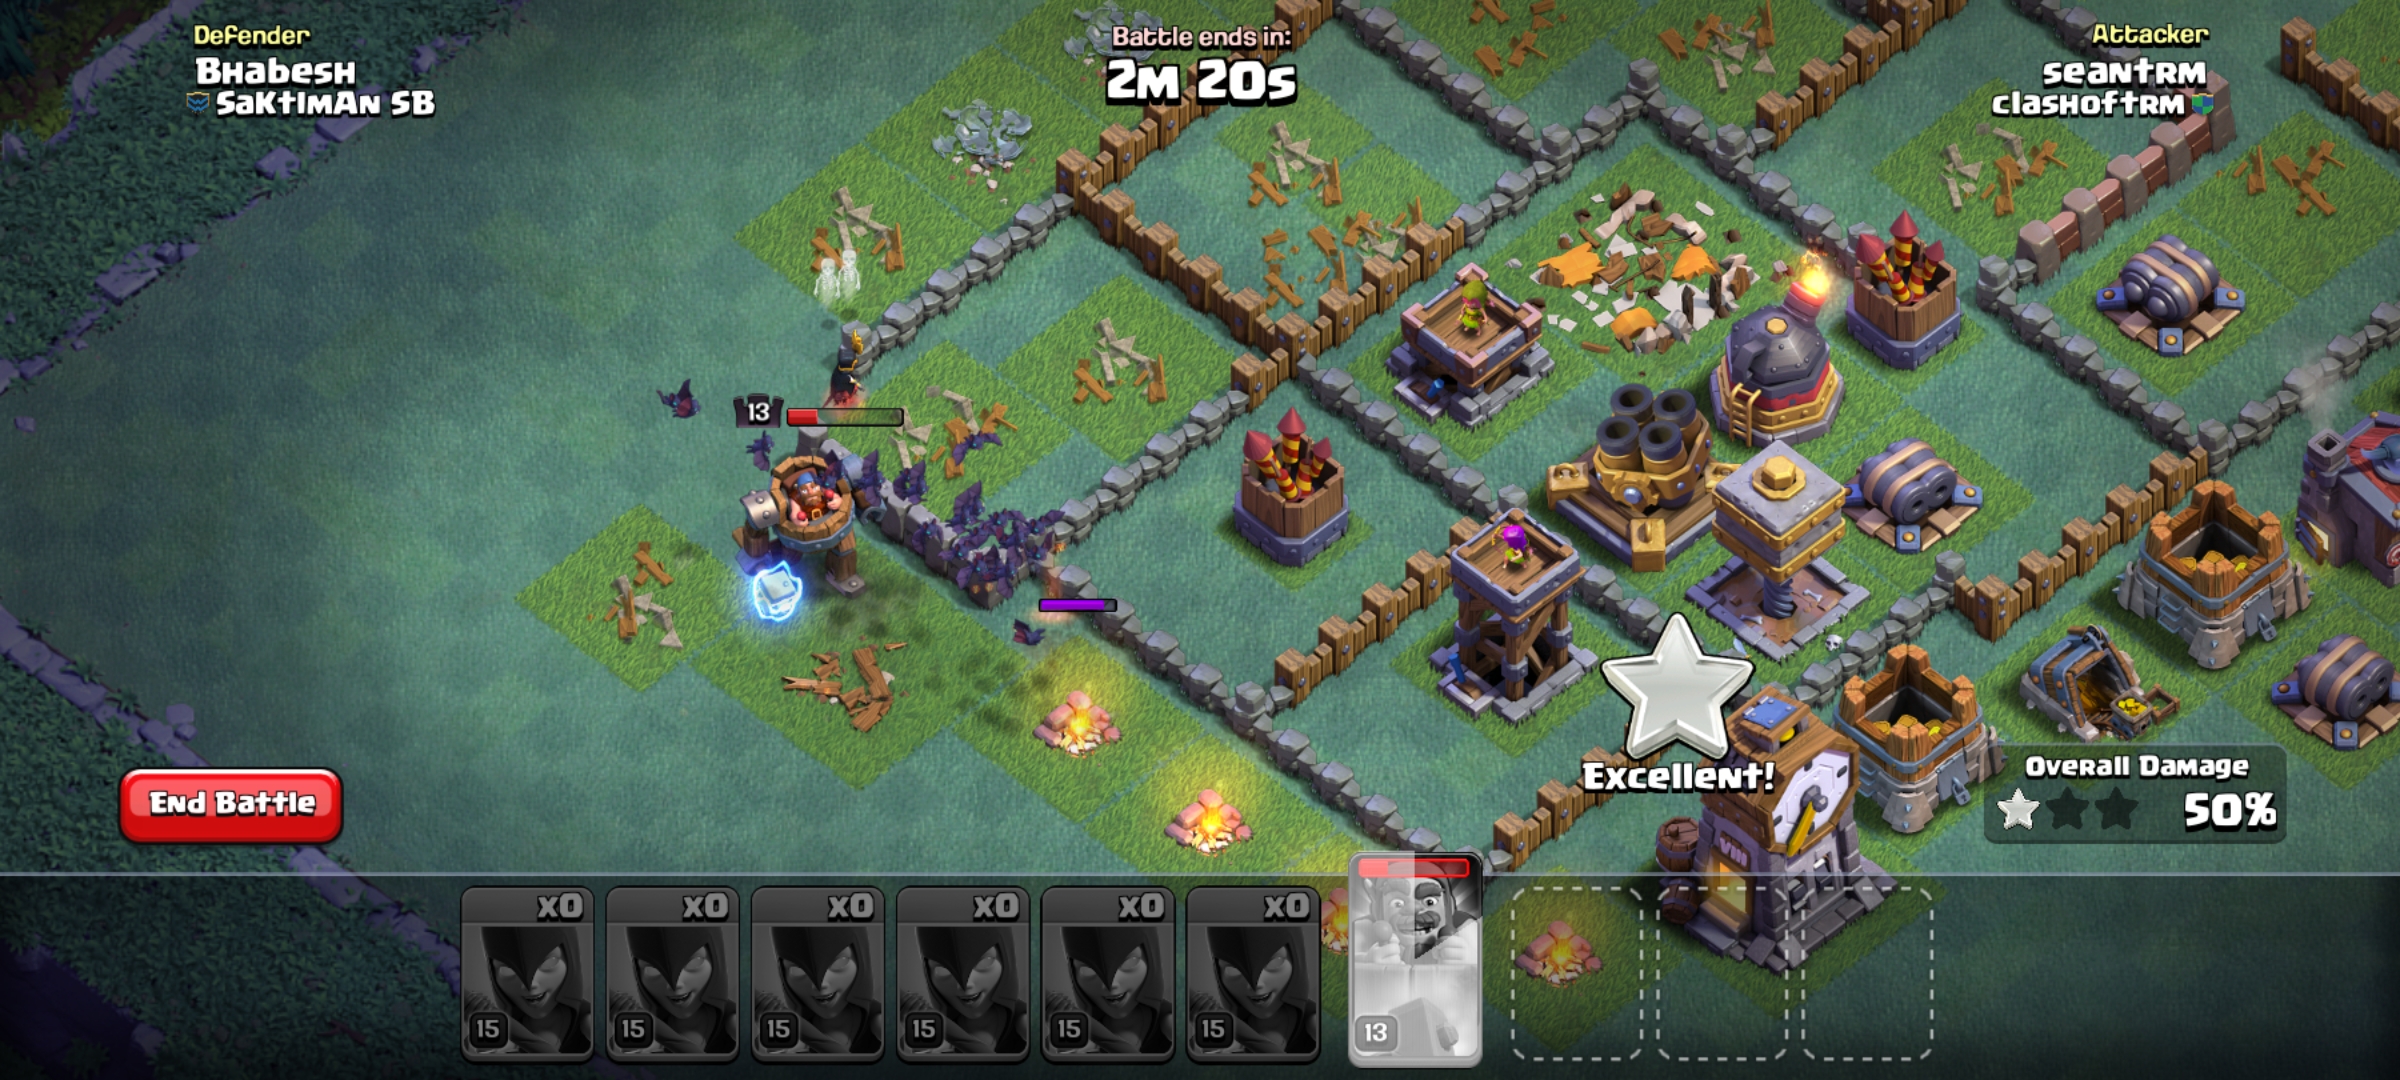 Defender
Bhabesh
SaKtImAn SB
Battle ends in:
2M 20s
Attacker
seantRM
clashoftRM
13
VIII
Excellent!
Overall Damage
50%
End Battle
x0
x0
x0
x0
x0
x0
15
15
15
15
15
15
13